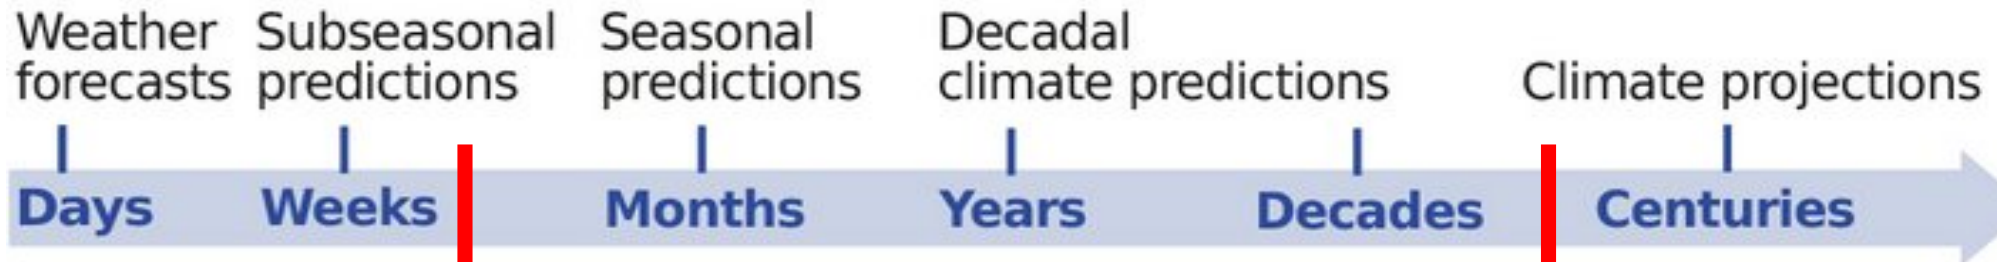 Weather
forecasts
Subseasonal
predictions
Seasonal
predictions
Decadal
climate predictions
Climate projections
Days
Weeks
Months
Years
Decades
Centuries